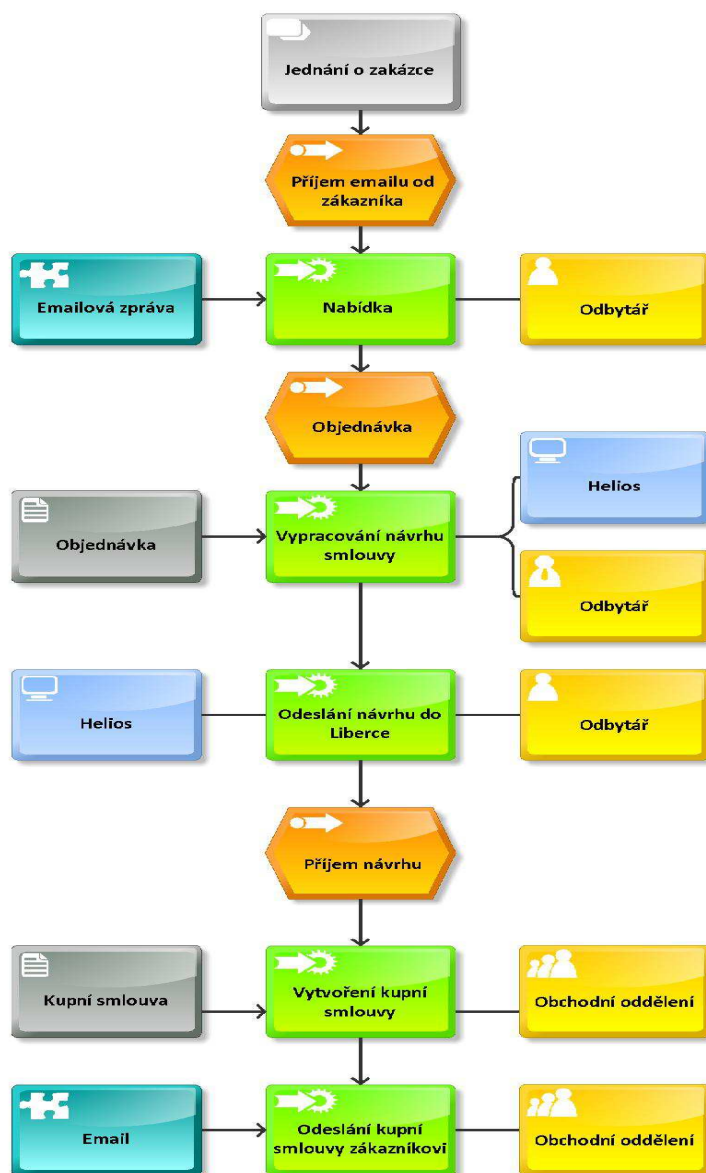 Jednání o zakázce
Příjem emailu od
zákazníka
Emailová zpráva
Nabídka
Odbytář
Objednávka
Objednávka
Vypracování návrhu
smlouvy
Helios
Odbytář
Helios
Odeslání návrhu do
Liberce
Odbytář
Příjem návrhu
Kupní smlouva
Vytvoření kupní
smlouvy
Obchodní oddělení
Email
Odeslání kupní
smlouvy zákazníkovi
Obchodní oddělení